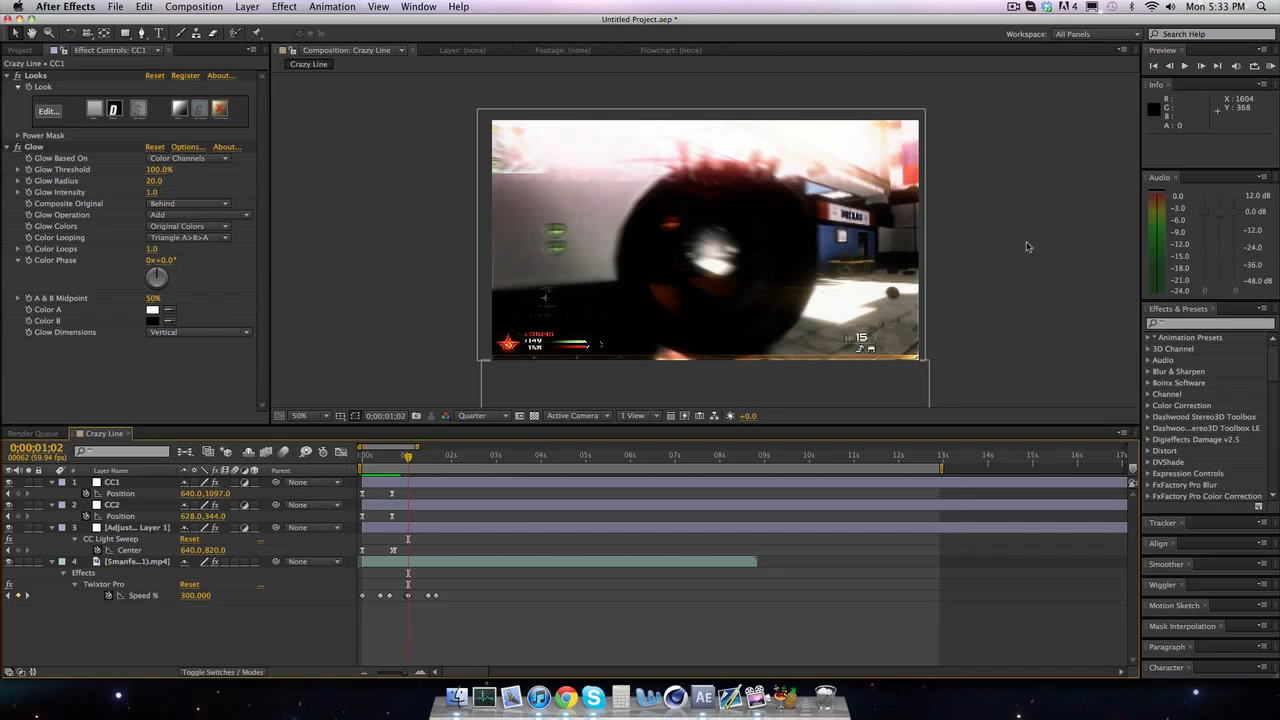 After Effects File Edit Composition Layer Effect Animation View Window Help Mon 5:33 PM
Untitled Project.aep *
Workspace: All Panels Search Help
Project Effect Controls: CC1 Composition: Crazy Line Layer: (none) Footage: (none) Flowchart: (none) Preview
Crazy Line • CC1 Crazy Line
Looks Reset Register About...
Look
Edit...
Power Mask
Glow Reset Options... About...
Glow Based On Color Channels
Glow Threshold 100.0%
Glow Radius 20.0
Glow Intensity 1.0
Composite Original Behind
Glow Operation Add
Glow Colors Original Colors
Color Looping Triangle A>B>A
Color Loops 1.0
Color Phase 0x+0.0°
A & B Midpoint 50%
Color A
Color B
Glow Dimensions Vertical
15
50% 0;00;01;02 Quarter Active Camera 1 View +0.0
Info
R: X: 1604
G: Y: 368
B:
A: 0
Audio
0.0 12.0 dB
-3.0
-6.0 0.0 dB
-9.0
-12.0 -12.0
-15.0
-18.0 -24.0
-21.0 -36.0
-24.0 -48.0 dB
Effects & Presets
* Animation Presets
3D Channel
Audio
Blur & Sharpen
Boinx Software
Channel
Color Correction
Dashwood Stereo3D Toolbox
Dashwo...ereo3D Toolbox LE
Digieffects Damage v2.5
Distort
DVShade
Expression Controls
FxFactory Pro Blur
FxFactory Pro Color Correction
Tracker
Align
Smoother
Wiggler
Motion Sketch
Mask Interpolation
Paragraph
Character
Render Queue Crazy Line
0;00;01;02
00062 (59.94 fps)
02s 03s 04s 05s 06s 07s 08s 09s 10s 11s 12s 13s 14s 15s 16s 17s
# Layer Name Parent
1 CC1 None
Position 640.0,1097.0
2 CC2 None
Position 628.0,344.0
3 [Adjust... Layer 1] None
CC Light Sweep Reset ...
Center 640.0,820.0
4 [5manfe...1).mp4] None
Effects
Twixtor Pro Reset ...
Speed % 300.000
Toggle Switches / Modes